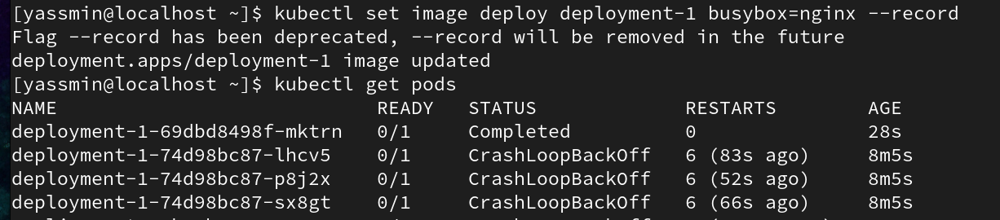 [yassmin@localhost ~]$ kubectl set image deploy deployment-1 busybox=nginx --record
Flag --record has been deprecated, --record will be removed in the future
deployment.apps/deployment-1 image updated
[yassmin@localhost ~]$ kubectl get pods
NAME READY STATUS RESTARTS AGE
deployment-1-69dbd8498f-mktrn 0/1 Completed 0 28s
deployment-1-74d98bc87-lhcv5 0/1 CrashLoopBackOff 6 (83s ago) 8m5s
deployment-1-74d98bc87-p8j2x 0/1 CrashLoopBackOff 6 (52s ago) 8m5s
deployment-1-74d98bc87-sx8gt 0/1 CrashLoopBackOff 6 (66s ago) 8m5s